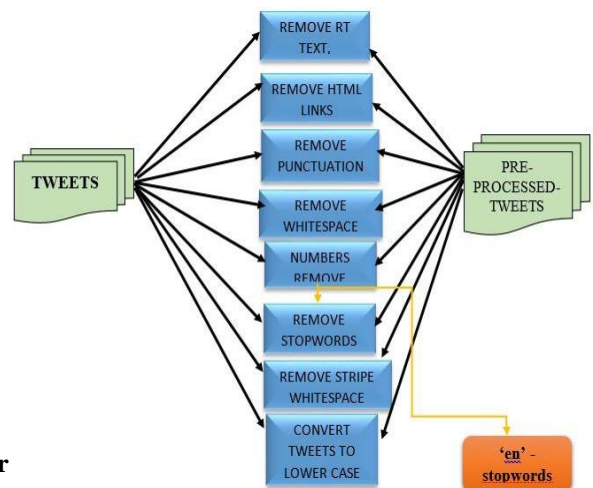 REMOVE RT
TEXT,
REMOVE HTML
LINKS
REMOVE
PUNCTUATION
REMOVE
WHITESPACE
NUMBERS
REMOVE
REMOVE
STOPWORDS
REMOVE STRIPE
WHITESPACE
CONVERT
TWEETS TO
LOWER CASE
TWEETS
PRE-
PROCESSED-
TWEETS
'en' -
stopwords
r